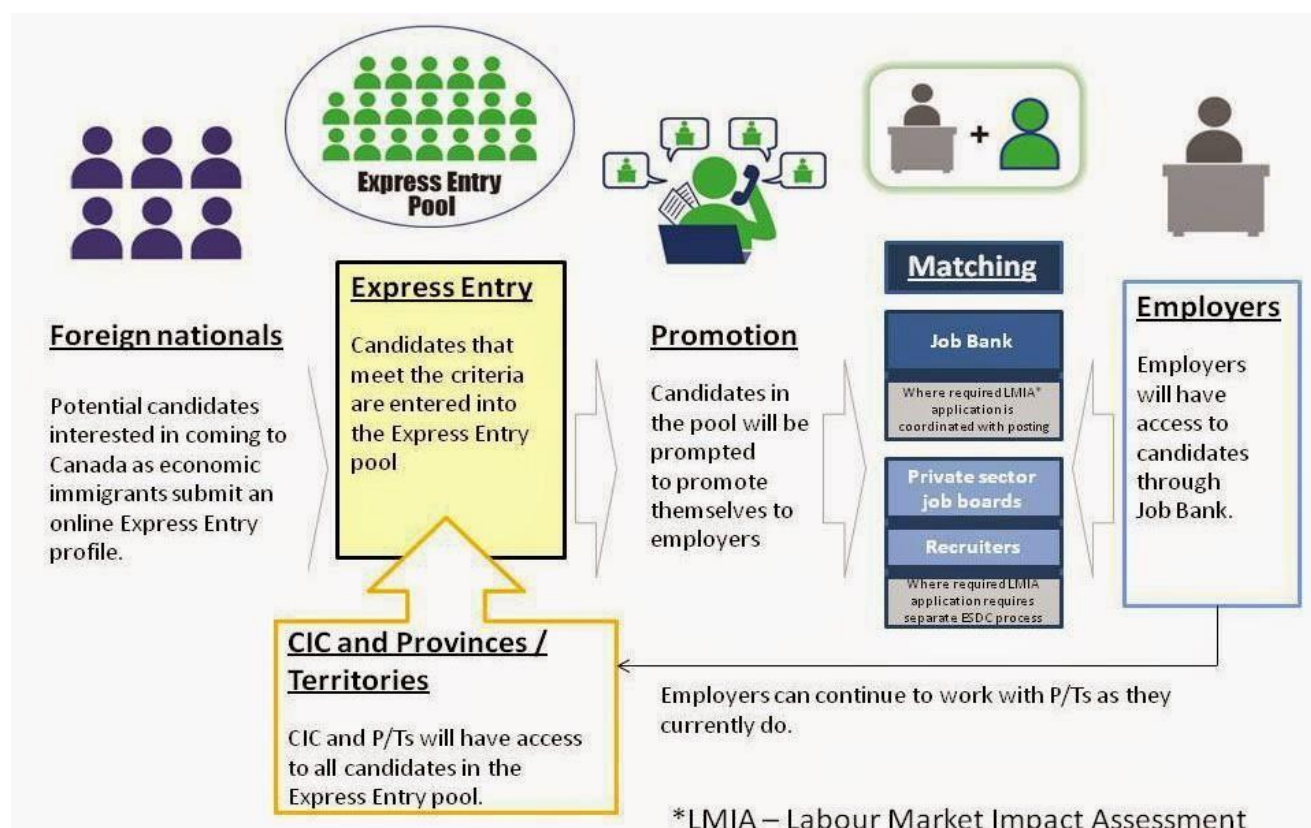 Express Entry
Pool
Foreign nationals
Potential candidates
interested in coming to
Canada as economic
immigrants submit an
online Express Entry
profile.
Express Entry
Candidates that
meet the criteria
are entered into
the Express Entry
pool
CIC and Provinces /
Territories
CIC and P/Ts will have access
to all candidates in the
Express Entry pool.
Promotion
Candidates in
the pool will be
prompted
to promote
themselves to
employers
+
Matching
Job Bank
Where required LMIA*
application is
coordinated with posting
Private sector
job boards
Recruiters
Where required LMIA
application requires
separate ESDC process
Employers
Employers
will have
access to
candidates
through
Job Bank.
Employers can continue to work with P/Ts as they
currently do.
*LMIA – Labour Market Impact Assessment